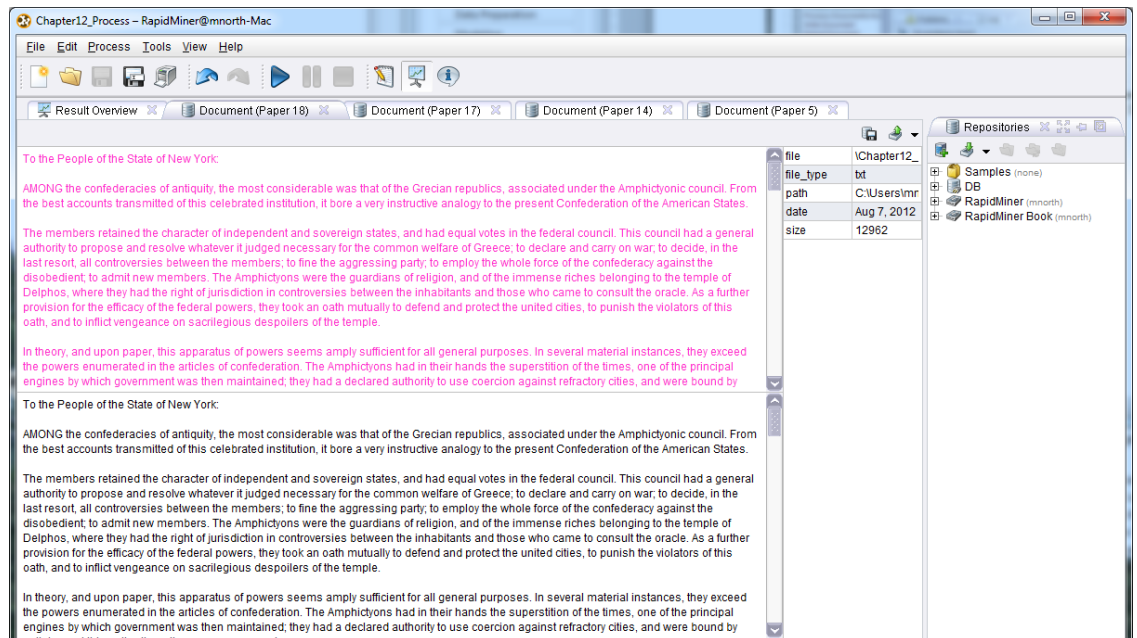 Chapter12_Process – RapidMiner@mnorth-Mac
File Edit Process Tools View Help
Result Overview
Document (Paper 18)
Document (Paper 17)
Document (Paper 14)
Document (Paper 5)
To the People of the State of New York:
AMONG the confederacies of antiquity, the most considerable was that of the Grecian republics, associated under the Amphictyonic council. From
the best accounts transmitted of this celebrated institution, it bore a very instructive analogy to the present Confederation of the American States.
The members retained the character of independent and sovereign states, and had equal votes in the federal council. This council had a general
authority to propose and resolve whatever it judged necessary for the common welfare of Greece; to declare and carry on war; to decide, in the
last resort, all controversies between the members; to fine the aggressing party; to employ the whole force of the confederacy against the
disobedient; to admit new members. The Amphictyons were the guardians of religion, and of the immense riches belonging to the temple of
Delphos, where they had the right of jurisdiction in controversies between the inhabitants and those who came to consult the oracle. As a further
provision for the efficacy of the federal powers, they took an oath mutually to defend and protect the united cities, to punish the violators of this
oath, and to inflict vengeance on sacrilegious despoilers of the temple.
In theory, and upon paper, this apparatus of powers seems amply sufficient for all general purposes. In several material instances, they exceed
the powers enumerated in the articles of confederation. The Amphictyons had in their hands the superstition of the times, one of the principal
engines by which government was then maintained; they had a declared authority to use coercion against refractory cities, and were bound by
To the People of the State of New York:
AMONG the confederacies of antiquity, the most considerable was that of the Grecian republics, associated under the Amphictyonic council. From
the best accounts transmitted of this celebrated institution, it bore a very instructive analogy to the present Confederation of the American States.
The members retained the character of independent and sovereign states, and had equal votes in the federal council. This council had a general
authority to propose and resolve whatever it judged necessary for the common welfare of Greece; to declare and carry on war; to decide, in the
last resort, all controversies between the members; to fine the aggressing party; to employ the whole force of the confederacy against the
disobedient; to admit new members. The Amphictyons were the guardians of religion, and of the immense riches belonging to the temple of
Delphos, where they had the right of jurisdiction in controversies between the inhabitants and those who came to consult the oracle. As a further
provision for the efficacy of the federal powers, they took an oath mutually to defend and protect the united cities, to punish the violators of this
oath, and to inflict vengeance on sacrilegious despoilers of the temple.
In theory, and upon paper, this apparatus of powers seems amply sufficient for all general purposes. In several material instances, they exceed
the powers enumerated in the articles of confederation. The Amphictyons had in their hands the superstition of the times, one of the principal
engines by which government was then maintained; they had a declared authority to use coercion against refractory cities, and were bound by
file \Chapter12_
file_type txt
path C:\Users\mr
date Aug 7, 2012
size 12962
Repositories
Samples (none)
DB
RapidMiner (mnorth)
RapidMiner Book (mnorth)